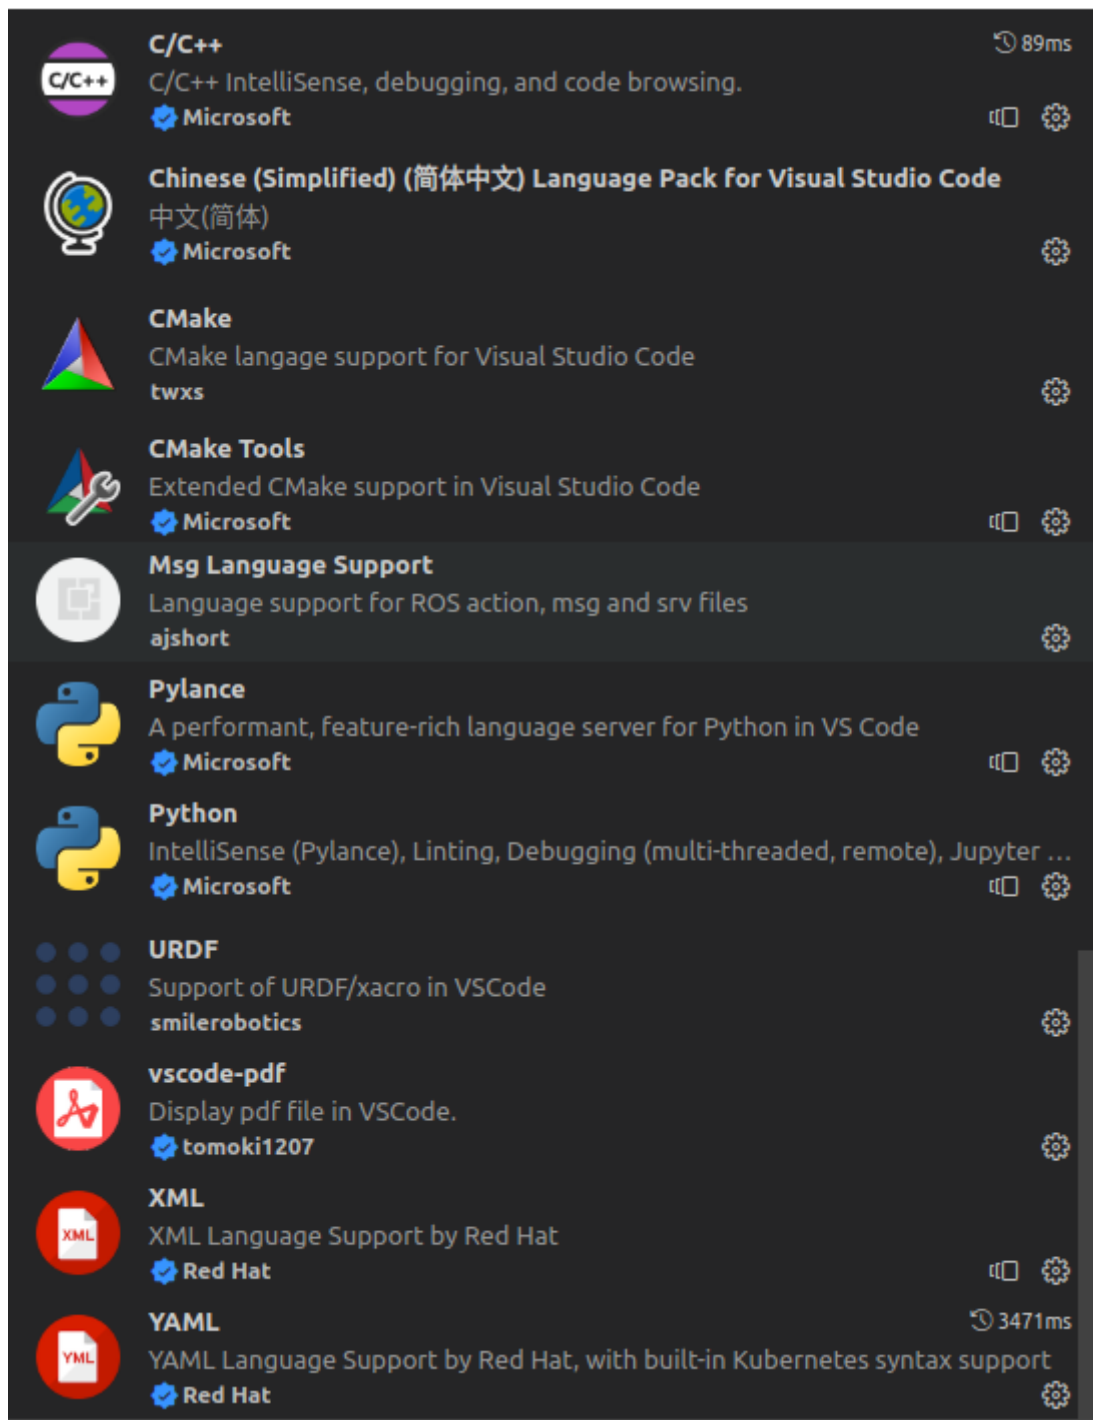 C/C++
89ms
C/C++
C/C++ IntelliSense, debugging, and code browsing.
Microsoft
Chinese (Simplified) (简体中文) Language Pack for Visual Studio Code
中文(简体)
Microsoft
CMake
CMake langage support for Visual Studio Code
twxs
CMake Tools
Extended CMake support in Visual Studio Code
Microsoft
Msg Language Support
Language support for ROS action, msg and srv files
ajshort
Pylance
A performant, feature-rich language server for Python in VS Code
Microsoft
Python
IntelliSense (Pylance), Linting, Debugging (multi-threaded, remote), Jupyter ...
Microsoft
URDF
Support of URDF/xacro in VSCode
smilerobotics
vscode-pdf
Display pdf file in VSCode.
tomoki1207
XML
XML
XML Language Support by Red Hat
Red Hat
YAML
3471ms
YML
YAML Language Support by Red Hat, with built-in Kubernetes syntax support
Red Hat